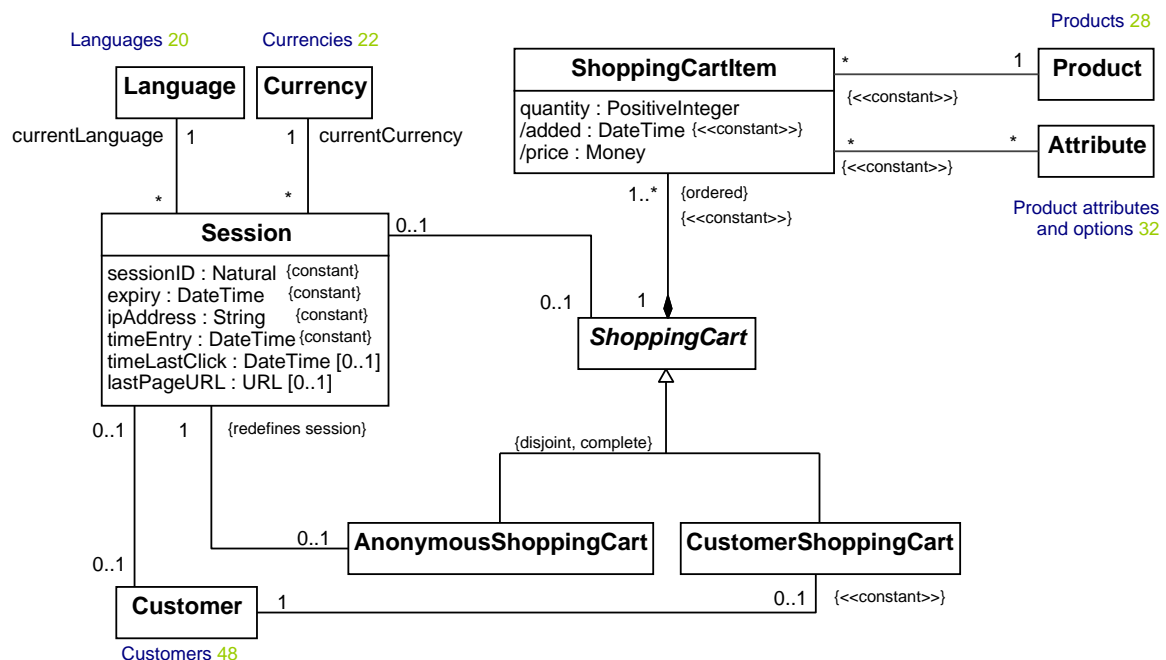 Products 28
Languages 20
Currencies 22
Language
Currency
ShoppingCartItem
quantity : PositiveInteger
/added : DateTime {<<constant>>}
/price : Money
*
1
{<<constant>>}
Product
*
*
{<<constant>>}
Attribute
Product attributes
and options 32
currentLanguage
1
1
currentCurrency
*
*
1..*
{ordered}
{<<constant>>}
Session
sessionID : Natural {constant}
expiry : DateTime {constant}
ipAddress : String {constant}
timeEntry : DateTime {constant}
timeLastClick : DateTime [0..1]
lastPageURL : URL [0..1]
0..1
0..1
1
ShoppingCart
0..1
1
{redefines session}
{disjoint, complete}
0..1
AnonymousShoppingCart
CustomerShoppingCart
0..1
Customer
1
0..1
{<<constant>>}
Customers 48